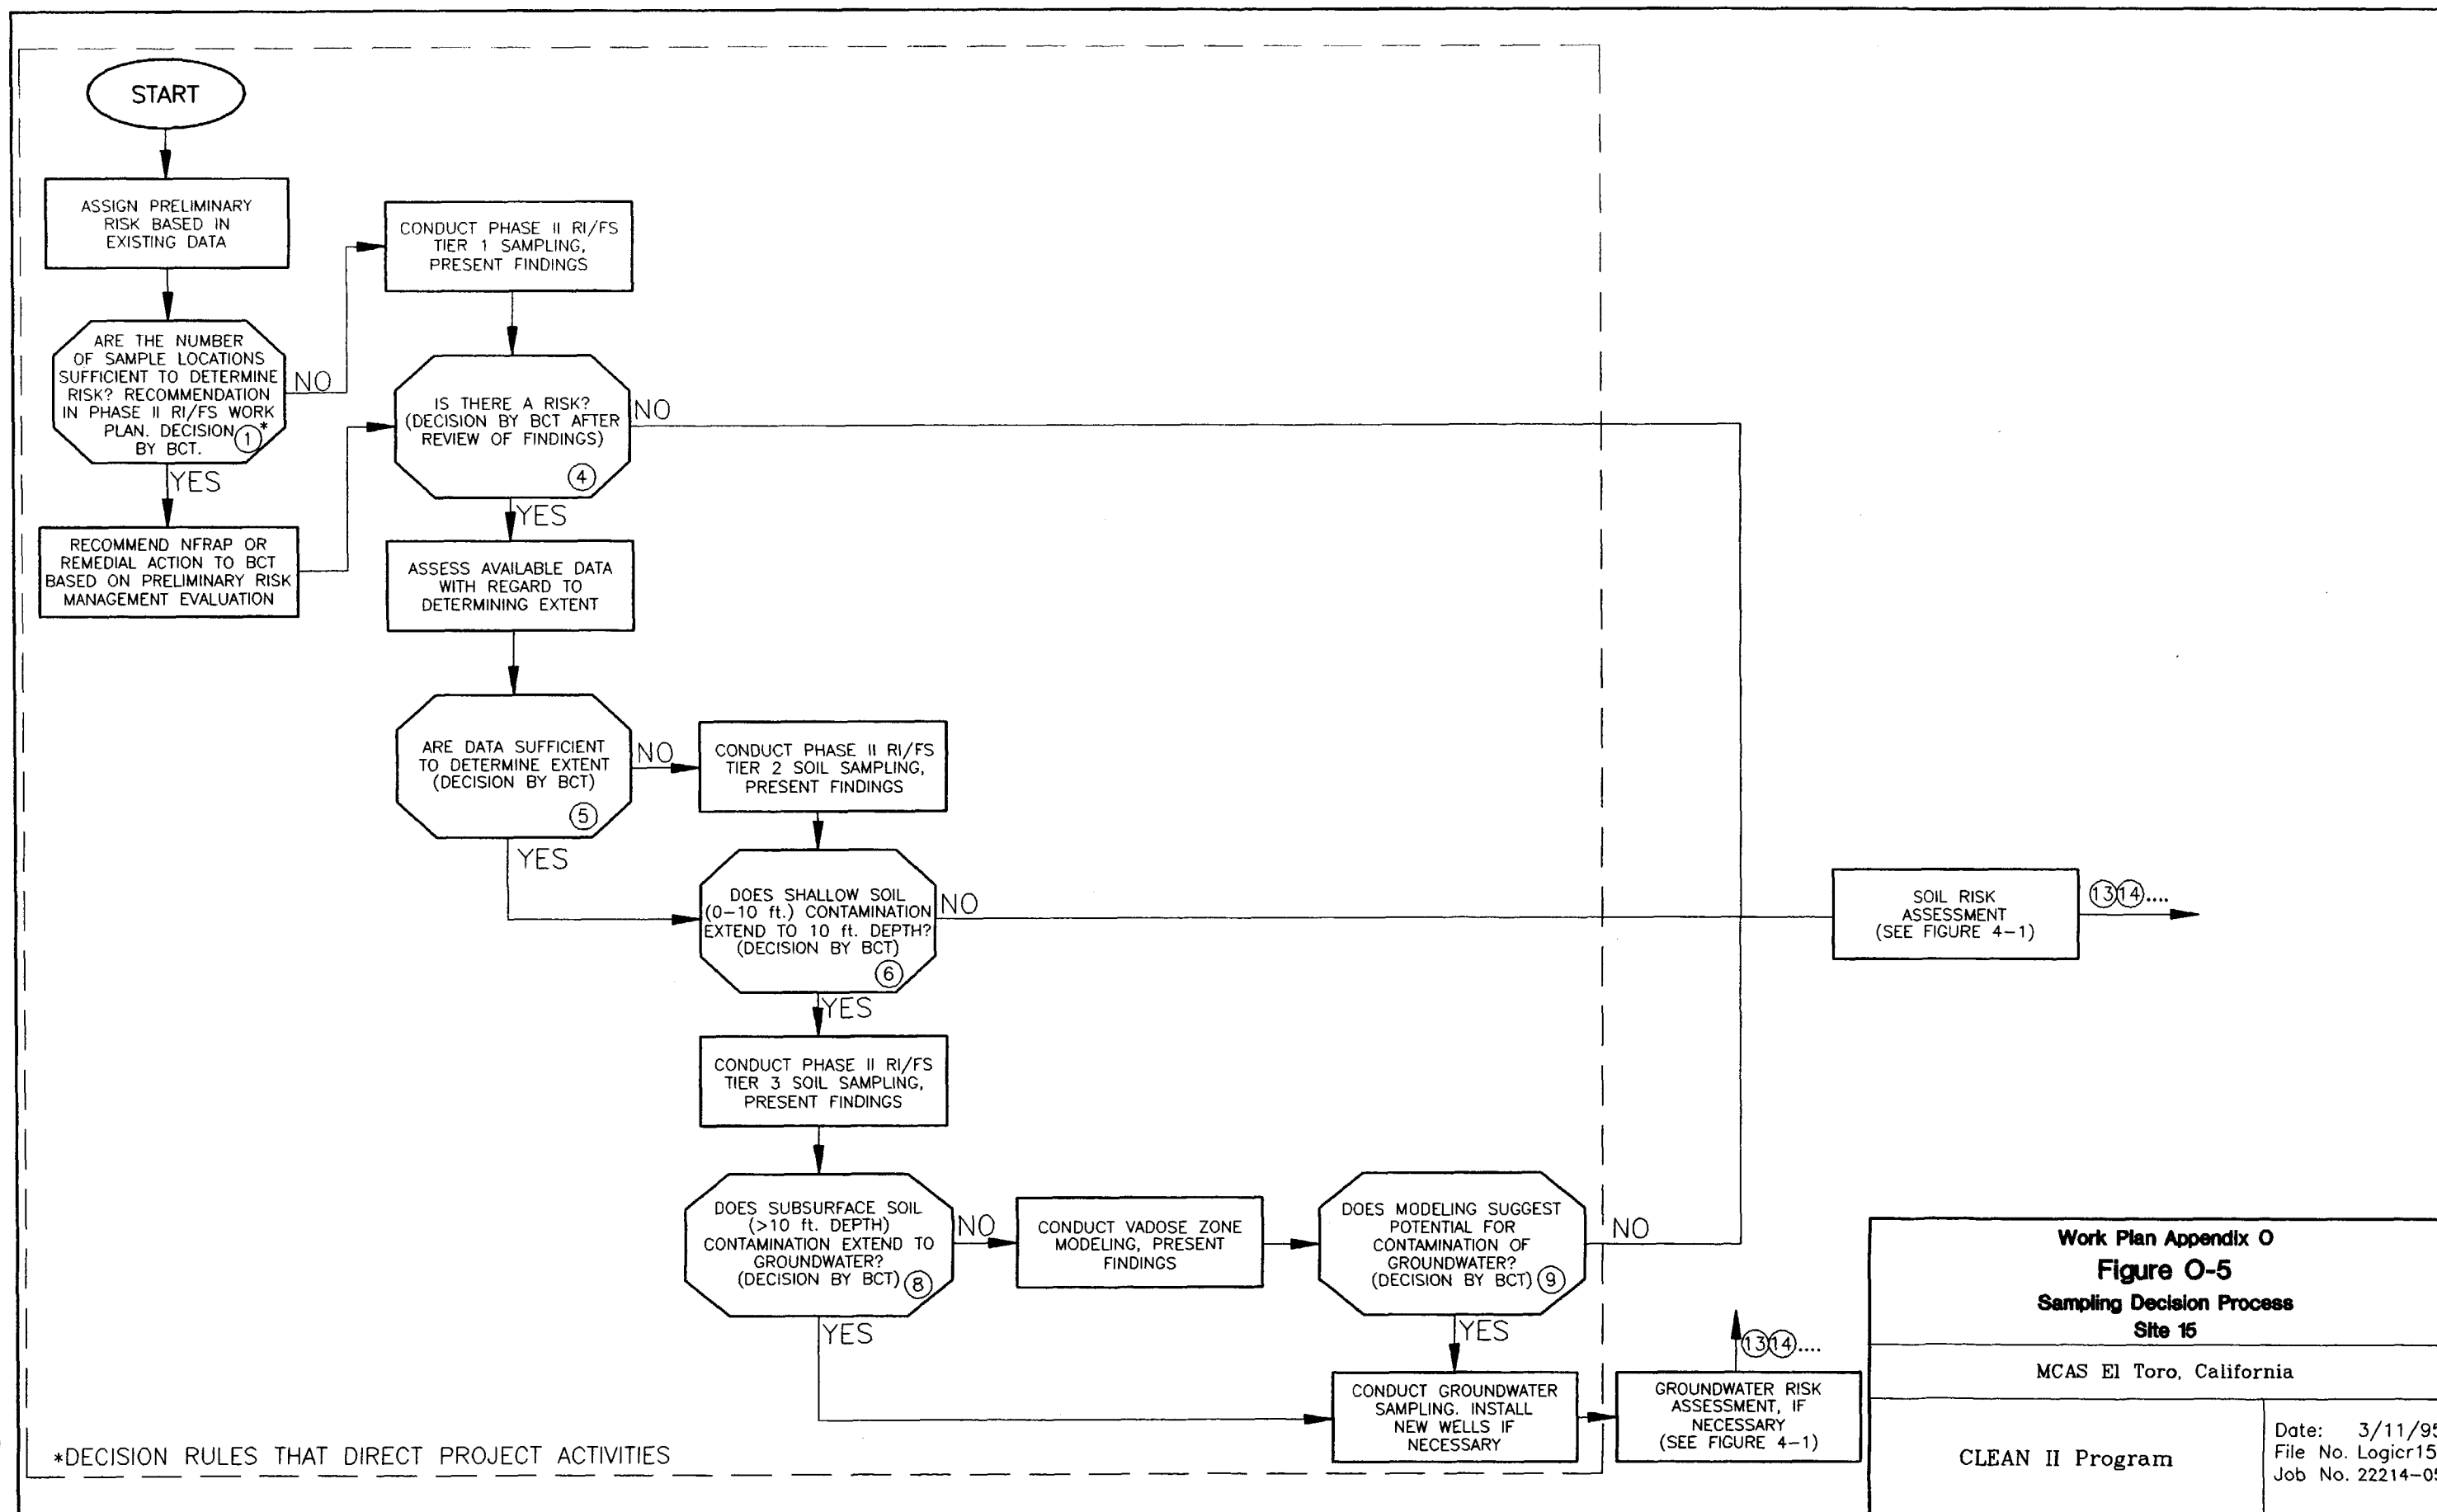 START
ASSIGN PRELIMINARY
RISK BASED IN
EXISTING DATA
ARE THE NUMBER
OF SAMPLE LOCATIONS
SUFFICIENT TO DETERMINE
RISK? RECOMMENDATION
IN PHASE II RI/FS WORK
PLAN. DECISION
BY BCT.
1*
NO
YES
RECOMMEND NFRAP OR
REMEDIAL ACTION TO BCT
BASED ON PRELIMINARY RISK
MANAGEMENT EVALUATION
CONDUCT PHASE II RI/FS
TIER 1 SAMPLING,
PRESENT FINDINGS
IS THERE A RISK?
(DECISION BY BCT AFTER
REVIEW OF FINDINGS)
4
NO
YES
ASSESS AVAILABLE DATA
WITH REGARD TO
DETERMINING EXTENT
ARE DATA SUFFICIENT
TO DETERMINE EXTENT
(DECISION BY BCT)
5
NO
YES
CONDUCT PHASE II RI/FS
TIER 2 SOIL SAMPLING,
PRESENT FINDINGS
DOES SHALLOW SOIL
(0-10 ft.) CONTAMINATION
EXTEND TO 10 ft. DEPTH?
(DECISION BY BCT)
6
NO
YES
SOIL RISK
ASSESSMENT
(SEE FIGURE 4-1)
13 14....
CONDUCT PHASE II RI/FS
TIER 3 SOIL SAMPLING,
PRESENT FINDINGS
DOES SUBSURFACE SOIL
(>10 ft. DEPTH)
CONTAMINATION EXTEND TO
GROUNDWATER?
(DECISION BY BCT)
8
NO
YES
CONDUCT VADOSE ZONE
MODELING, PRESENT
FINDINGS
DOES MODELING SUGGEST
POTENTIAL FOR
CONTAMINATION OF
GROUNDWATER?
(DECISION BY BCT)
9
NO
YES
CONDUCT GROUNDWATER
SAMPLING. INSTALL
NEW WELLS IF
NECESSARY
13 14....
GROUNDWATER RISK
ASSESSMENT, IF
NECESSARY
(SEE FIGURE 4-1)
*DECISION RULES THAT DIRECT PROJECT ACTIVITIES
Work Plan Appendix O
Figure O-5
Sampling Decision Process
Site 15
MCAS El Toro, California
CLEAN II Program
Date: 3/11/95
File No. Logicr15
Job No. 22214-05